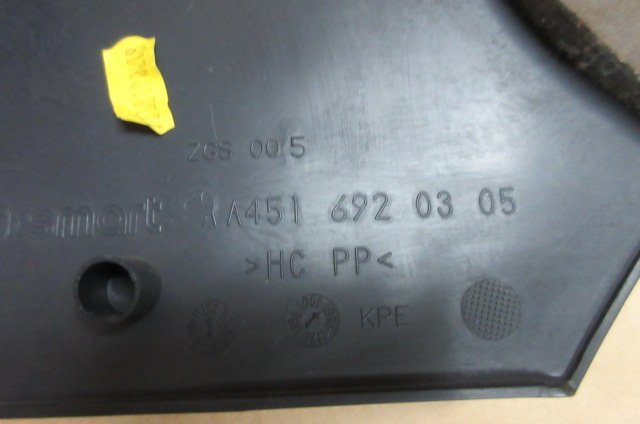 ZGS 005
smart A451 692 03 05
>HC PP<
KPE